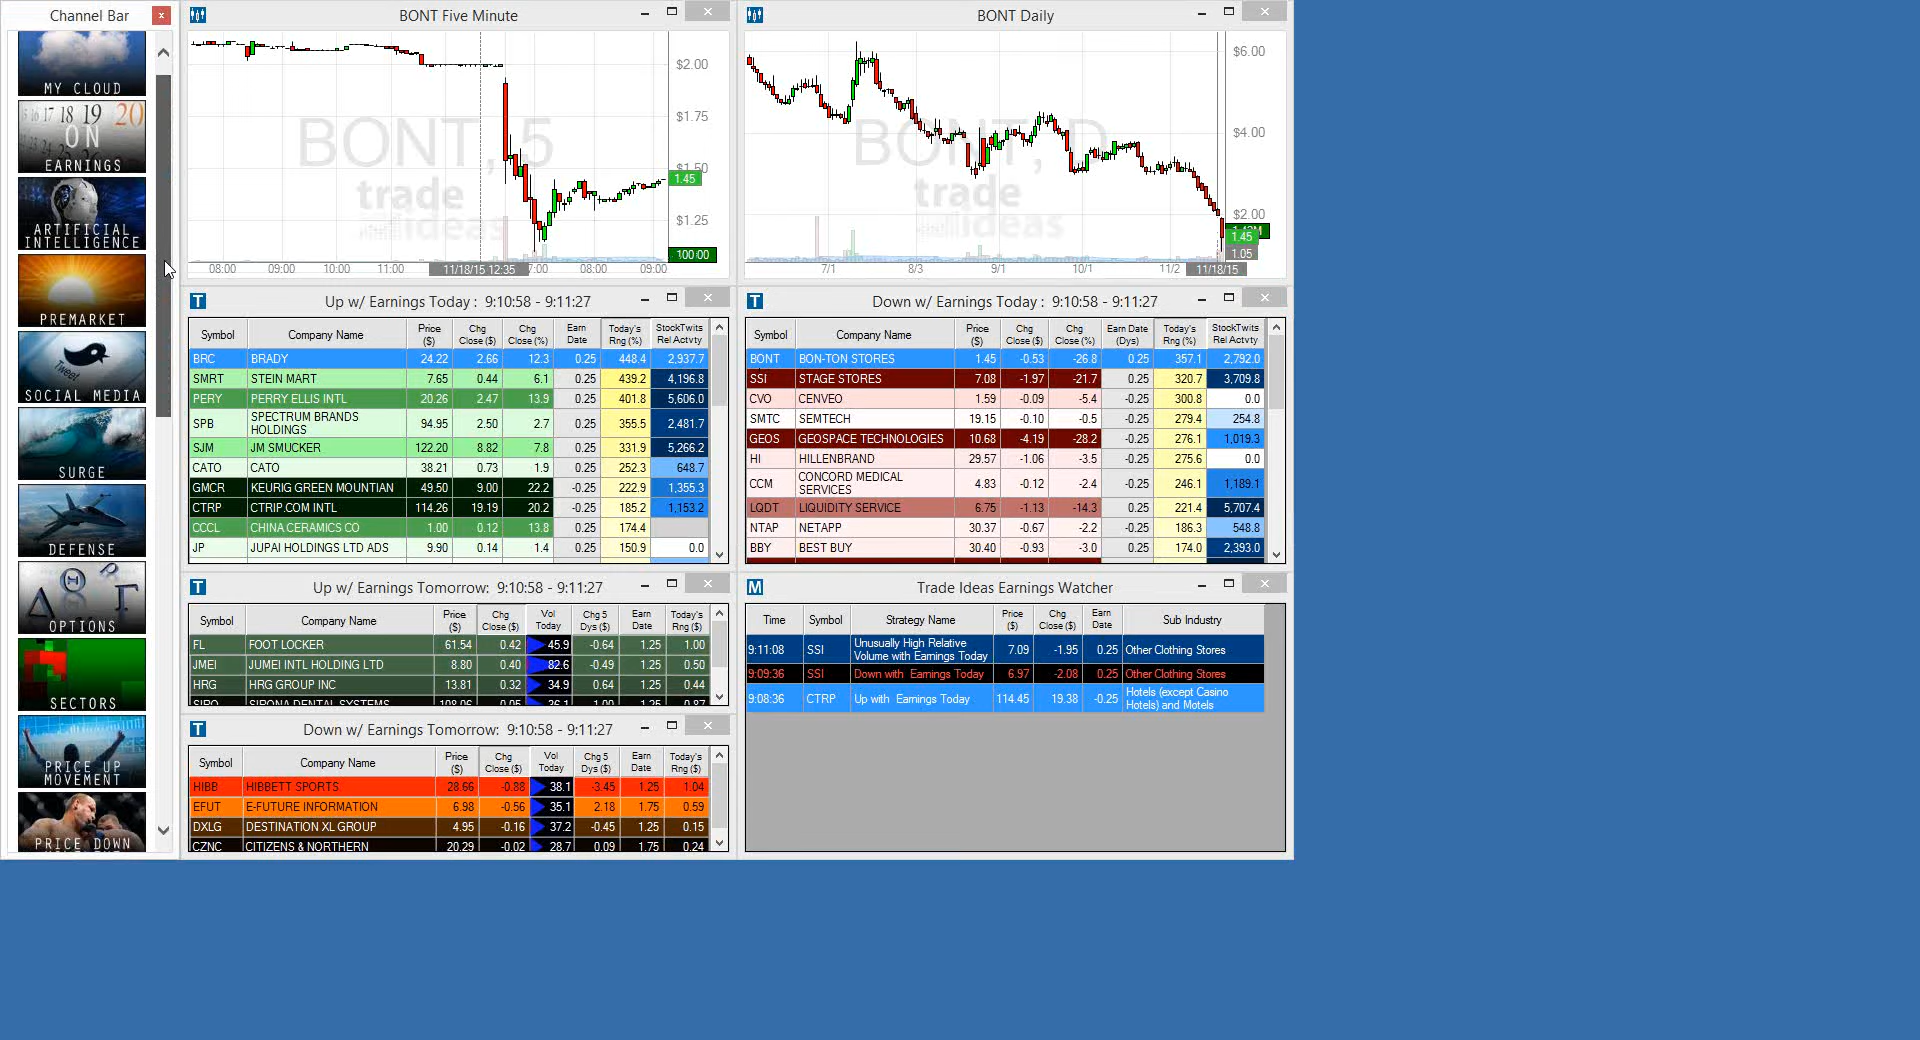 Channel Bar
MY CLOUD
16 17 18 19 20
ON
EARNINGS
ARTIFICIAL
INTELLIGENCE
PREMARKET
Tweet
SOCIAL MEDIA
SURGE
DEFENSE
OPTIONS
SECTORS
PRICE UP
MOVEMENT
PRICE DOWN
BONT Five Minute
BONT, 5
trade
ideas
$2.00
$1.75
$1.50
1.45
$1.25
100.00
08:00 09:00 10:00 11:00 11/18/15 12:35 7:00 08:00 09:00
BONT Daily
BONT, D
trade
ideas
$6.00
$4.00
$2.00
1.45
1.05
7/1 8/3 9/1 10/1 11/2 11/18/15
Up w/ Earnings Today : 9:10:58 - 9:11:27
Symbol Company Name Price ($) Chg Close ($) Chg Close (%) Earn Date Today's Rng (%) StockTwits Rel Actvty
BRC BRADY 24.22 2.66 12.3 0.25 448.4 2,937.7
SMRT STEIN MART 7.65 0.44 6.1 0.25 439.2 4,196.8
PERY PERRY ELLIS INTL 20.26 2.47 13.9 0.25 401.8 5,606.0
SPB SPECTRUM BRANDS HOLDINGS 94.95 2.50 2.7 0.25 355.5 2,481.7
SJM JM SMUCKER 122.20 8.82 7.8 0.25 331.9 5,266.2
CATO CATO 38.21 0.73 1.9 0.25 252.3 648.7
GMCR KEURIG GREEN MOUNTIAN 49.50 9.00 22.2 0.25 222.9 1,355.3
CTRP CTRIP.COM INTL 114.26 19.19 20.2 -0.25 185.2 1,153.2
CCCL CHINA CERAMICS CO 1.00 0.12 13.8 0.25 174.4
JP JUPAI HOLDINGS LTD ADS 9.90 0.14 1.4 0.25 150.9 0.0
Down w/ Earnings Today : 9:10:58 - 9:11:27
Symbol Company Name Price ($) Chg Close ($) Chg Close (%) Earn Date (Dys) Today's Rng (%) StockTwits Rel Actvty
BONT BON-TON STORES 1.45 -0.53 -26.8 0.25 357.1 2,792.0
SSI STAGE STORES 7.08 -1.97 -21.7 0.25 320.7 3,709.8
CVO CENVEO 1.59 -0.09 -5.4 -0.25 300.8 0.0
SMTC SEMTECH 19.15 -0.10 -0.5 -0.25 279.4 254.8
GEOS GEOSPACE TECHNOLOGIES 10.68 -4.19 -28.2 -0.25 276.1 1,019.3
HI HILLENBRAND 29.57 -1.06 -3.5 -0.25 275.6 0.0
CCM CONCORD MEDICAL SERVICES 4.83 -0.12 -2.4 -0.25 246.1 1,189.1
LQDT LIQUIDITY SERVICE 6.75 -1.13 -14.3 0.25 221.4 5,707.4
NTAP NETAPP 30.37 -0.67 -2.2 -0.25 186.3 548.8
BBY BEST BUY 30.40 -0.93 -3.0 0.25 174.0 2,393.0
Up w/ Earnings Tomorrow: 9:10:58 - 9:11:27
Symbol Company Name Price ($) Chg Close ($) Vol Today Chg 5 Dys ($) Earn Date Today's Rng ($)
FL FOOT LOCKER 61.54 0.42 45.9 -0.64 1.25 1.00
JMEI JUMEI INTL HOLDING LTD 8.80 0.40 82.6 -0.49 1.25 0.50
HRG HRG GROUP INC 13.81 0.32 34.9 0.64 1.25 0.44
SIRO SIRONA DENTAL SYSTEMS 108.06 0.05 36.1 1.00 1.25 0.87
Down w/ Earnings Tomorrow: 9:10:58 - 9:11:27
Symbol Company Name Price ($) Chg Close ($) Vol Today Chg 5 Dys ($) Earn Date Today's Rng ($)
HIBB HIBBETT SPORTS 28.66 -0.88 38.1 -3.45 1.25 1.04
EFUT E-FUTURE INFORMATION 6.98 -0.56 35.1 2.18 1.75 0.59
DXLG DESTINATION XL GROUP 4.95 -0.16 37.2 -0.45 1.25 0.15
CZNC CITIZENS & NORTHERN 20.29 -0.02 28.7 0.09 1.75 0.24
Trade Ideas Earnings Watcher
Time Symbol Strategy Name Price ($) Chg Close ($) Earn Date Sub Industry
9:11:08 SSI Unusually High Relative Volume with Earnings Today 7.09 -1.95 0.25 Other Clothing Stores
9:09:36 SSI Down with Earnings Today 6.97 -2.08 0.25 Other Clothing Stores
9:08:36 CTRP Up with Earnings Today 114.45 19.38 -0.25 Hotels (except Casino Hotels) and Motels